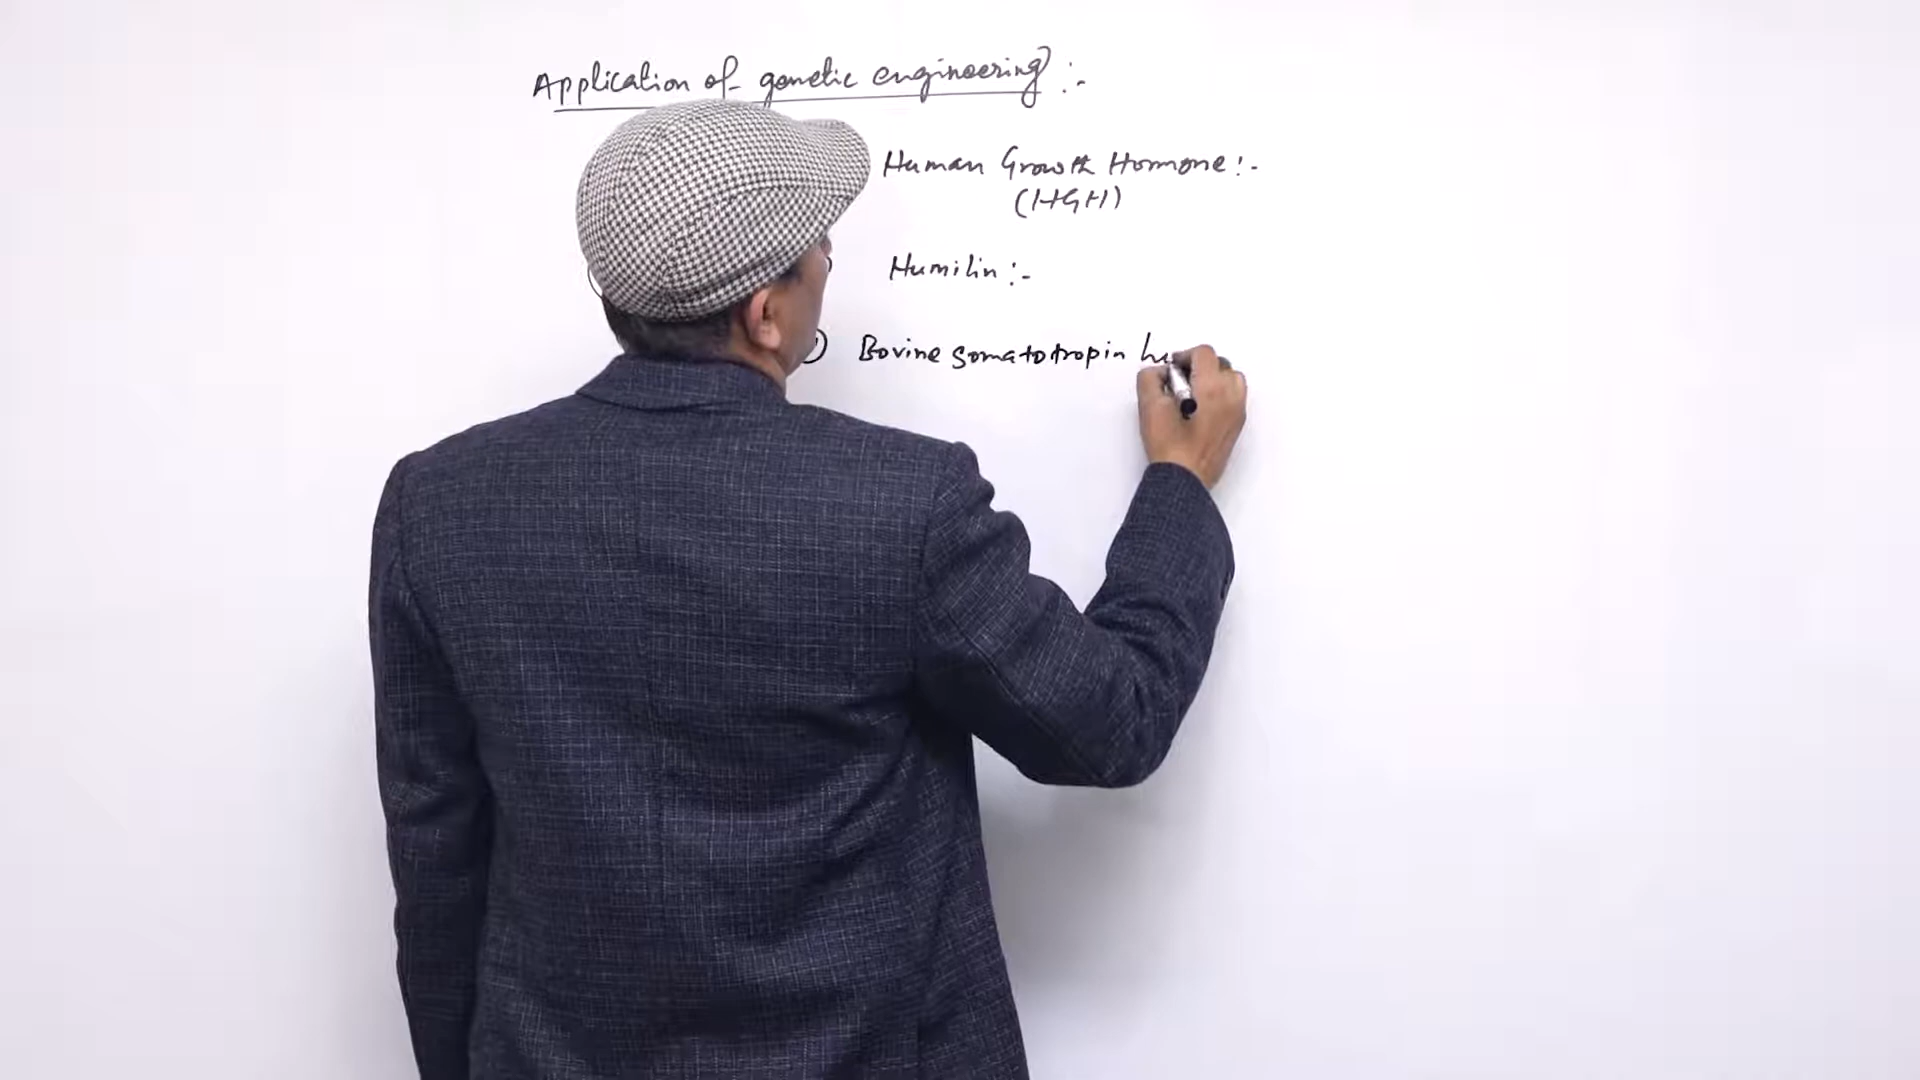 Application of genetic engineering :-
Human Growth Hormone :-
(HGH)
Humilin :-
Bovine somatotropin